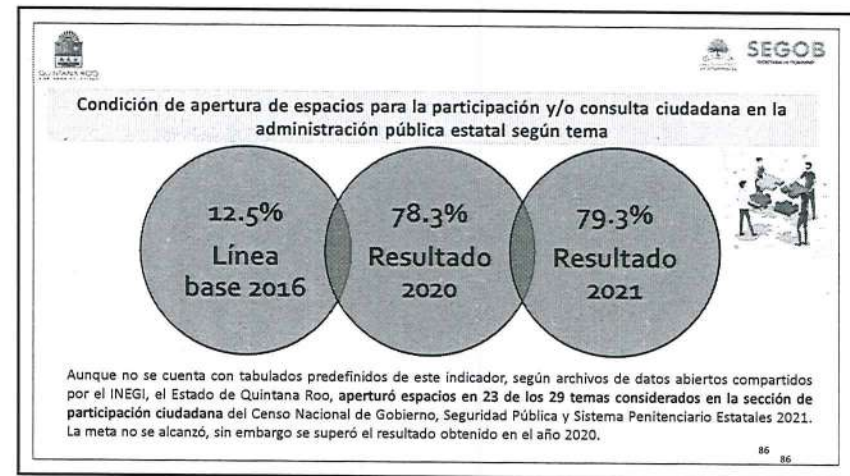 QUINTANA ROO
SEGOB
Condición de apertura de espacios para la participación y/o consulta ciudadana en la
administración pública estatal según tema
12.5%
Línea
base 2016
78.3%
Resultado
2020
79.3%
Resultado
2021
Aunque no se cuenta con tabulados predefinidos de este indicador, según archivos de datos abiertos compartidos
por el INEGI, el Estado de Quintana Roo, aperturó espacios en 23 de los 29 temas considerados en la sección de
participación ciudadana del Censo Nacional de Gobierno, Seguridad Pública y Sistema Penitenciario Estatales 2021.
La meta no se alcanzó, sin embargo se superó el resultado obtenido en el año 2020.
86
86